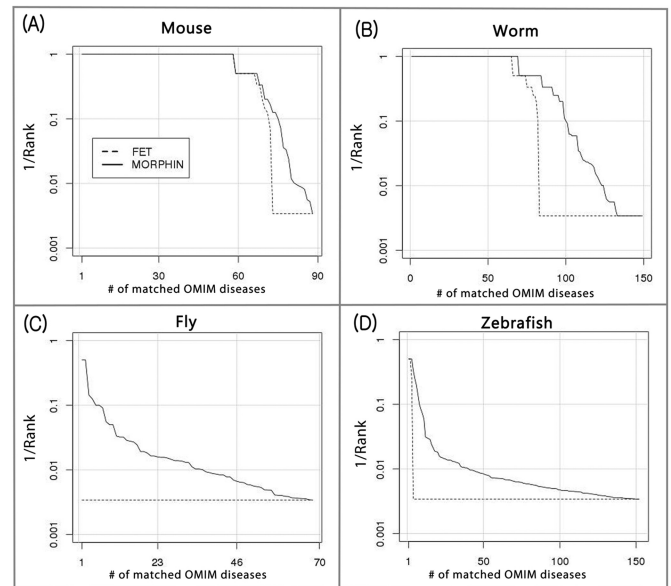 (A)
Mouse
1/Rank
1
0.1
0.01
0.001
FET
MORPHIN
1 30 60 90
# of matched OMIM diseases
(B)
Worm
1/Rank
1
0.1
0.01
0.001
0 50 100 150
# of matched OMIM diseases
(C)
Fly
1/Rank
1
0.1
0.01
0.001
1 23 46 70
# of matched OMIM diseases
(D)
Zebrafish
1/Rank
1
0.1
0.01
0.001
1 50 100 150
# of matched OMIM diseases